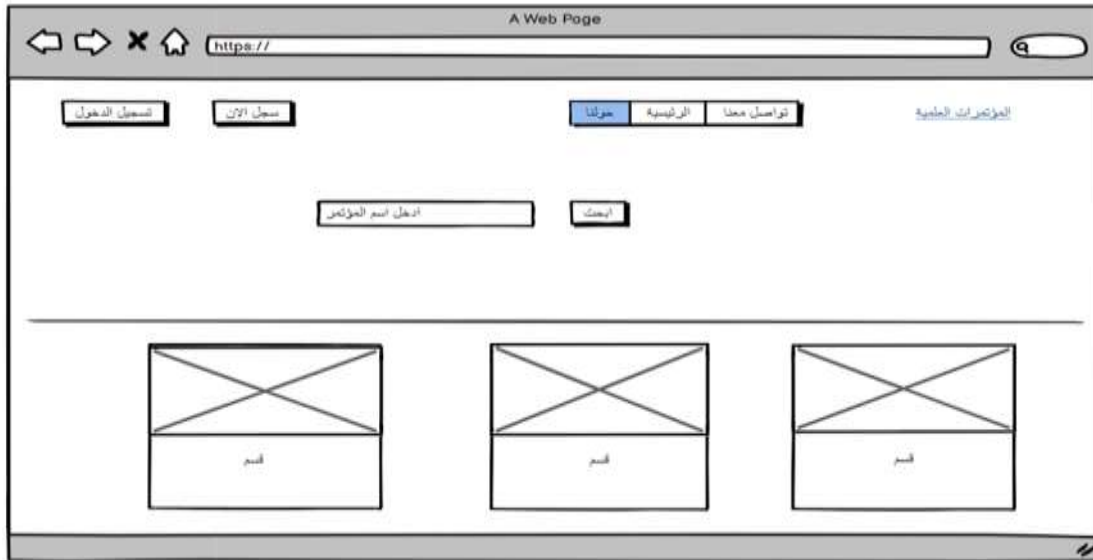 A Web Page
https://
المؤتمرات العلمية
تواصل معنا
الرئيسية
حولنا
سجل الان
تسجيل الدخول
ادخل اسم المؤتمر
ابحث
قسم
قسم
قسم